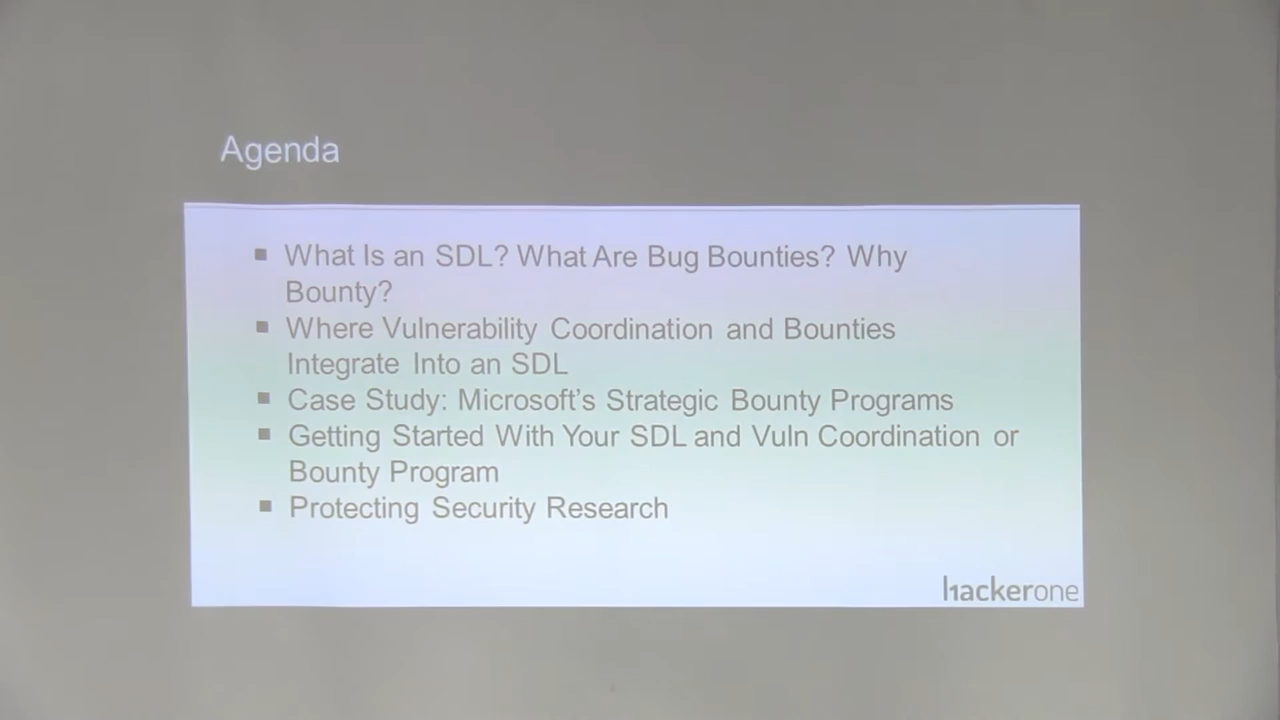 Agenda
▪ What Is an SDL? What Are Bug Bounties? Why
Bounty?
▪ Where Vulnerability Coordination and Bounties
Integrate Into an SDL
▪ Case Study: Microsoft's Strategic Bounty Programs
▪ Getting Started With Your SDL and Vuln Coordination or
Bounty Program
▪ Protecting Security Research
hackerone